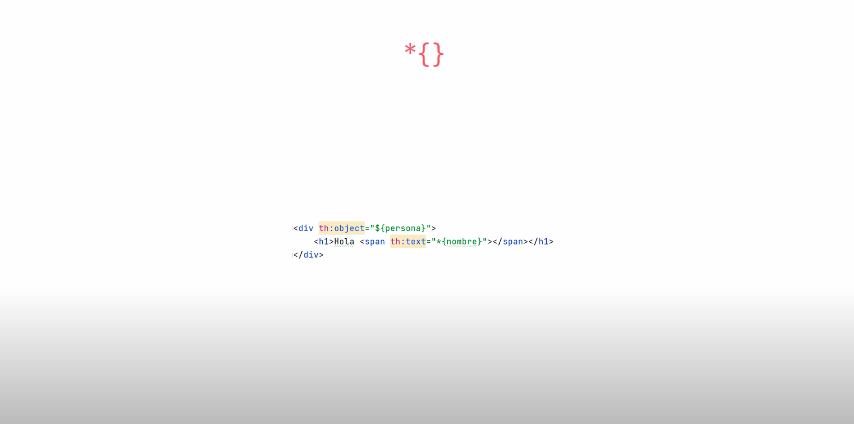 *{}
<div th:object="${persona}">
<h1>Hola <span th:text="*{nombre}"></span></h1>
</div>